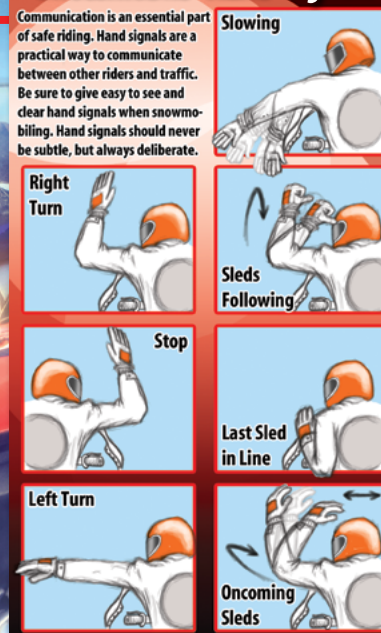 Communication is an essential part
of safe riding. Hand signals are a
practical way to communicate
between other riders and traffic.
Be sure to give easy to see and
clear hand signals when snowmo-
biling. Hand signals should never
be subtle, but always deliberate.
Slowing
Right
Turn
Sleds
Following
Stop
Last Sled
in Line
Left Turn
Oncoming
Sleds